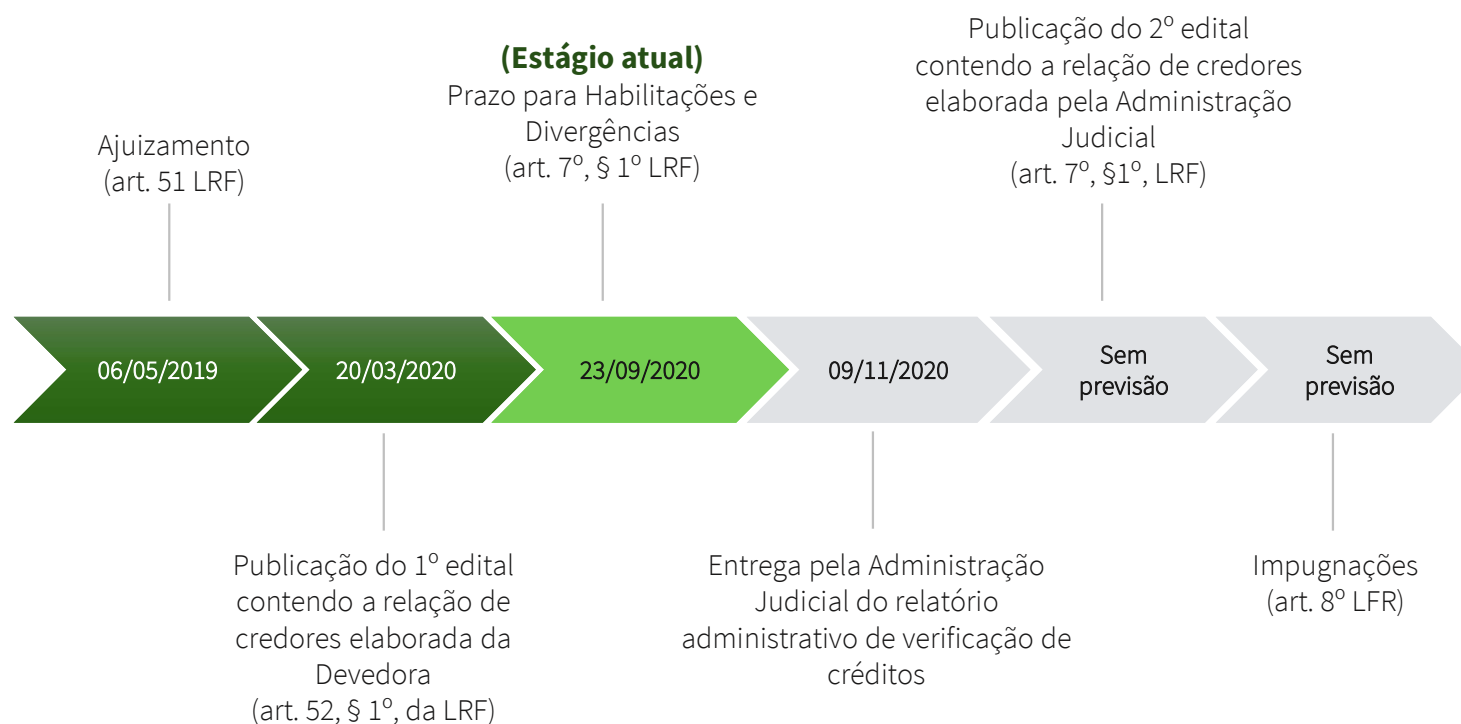 Ajuizamento
(art. 51 LRF)
(Estágio atual)
Prazo para Habilitações e
Divergências
(art. 7º, § 1º LRF)
Publicação do 2º edital
contendo a relação de credores
elaborada pela Administração
Judicial
(art. 7º, §1º, LRF)
06/05/2019
20/03/2020
23/09/2020
09/11/2020
Sem
previsão
Sem
previsão
Publicação do 1º edital
contendo a relação de
credores elaborada da
Devedora
(art. 52, § 1º, da LRF)
Entrega pela Administração
Judicial do relatório
administrativo de verificação de
créditos
Impugnações
(art. 8º LFR)